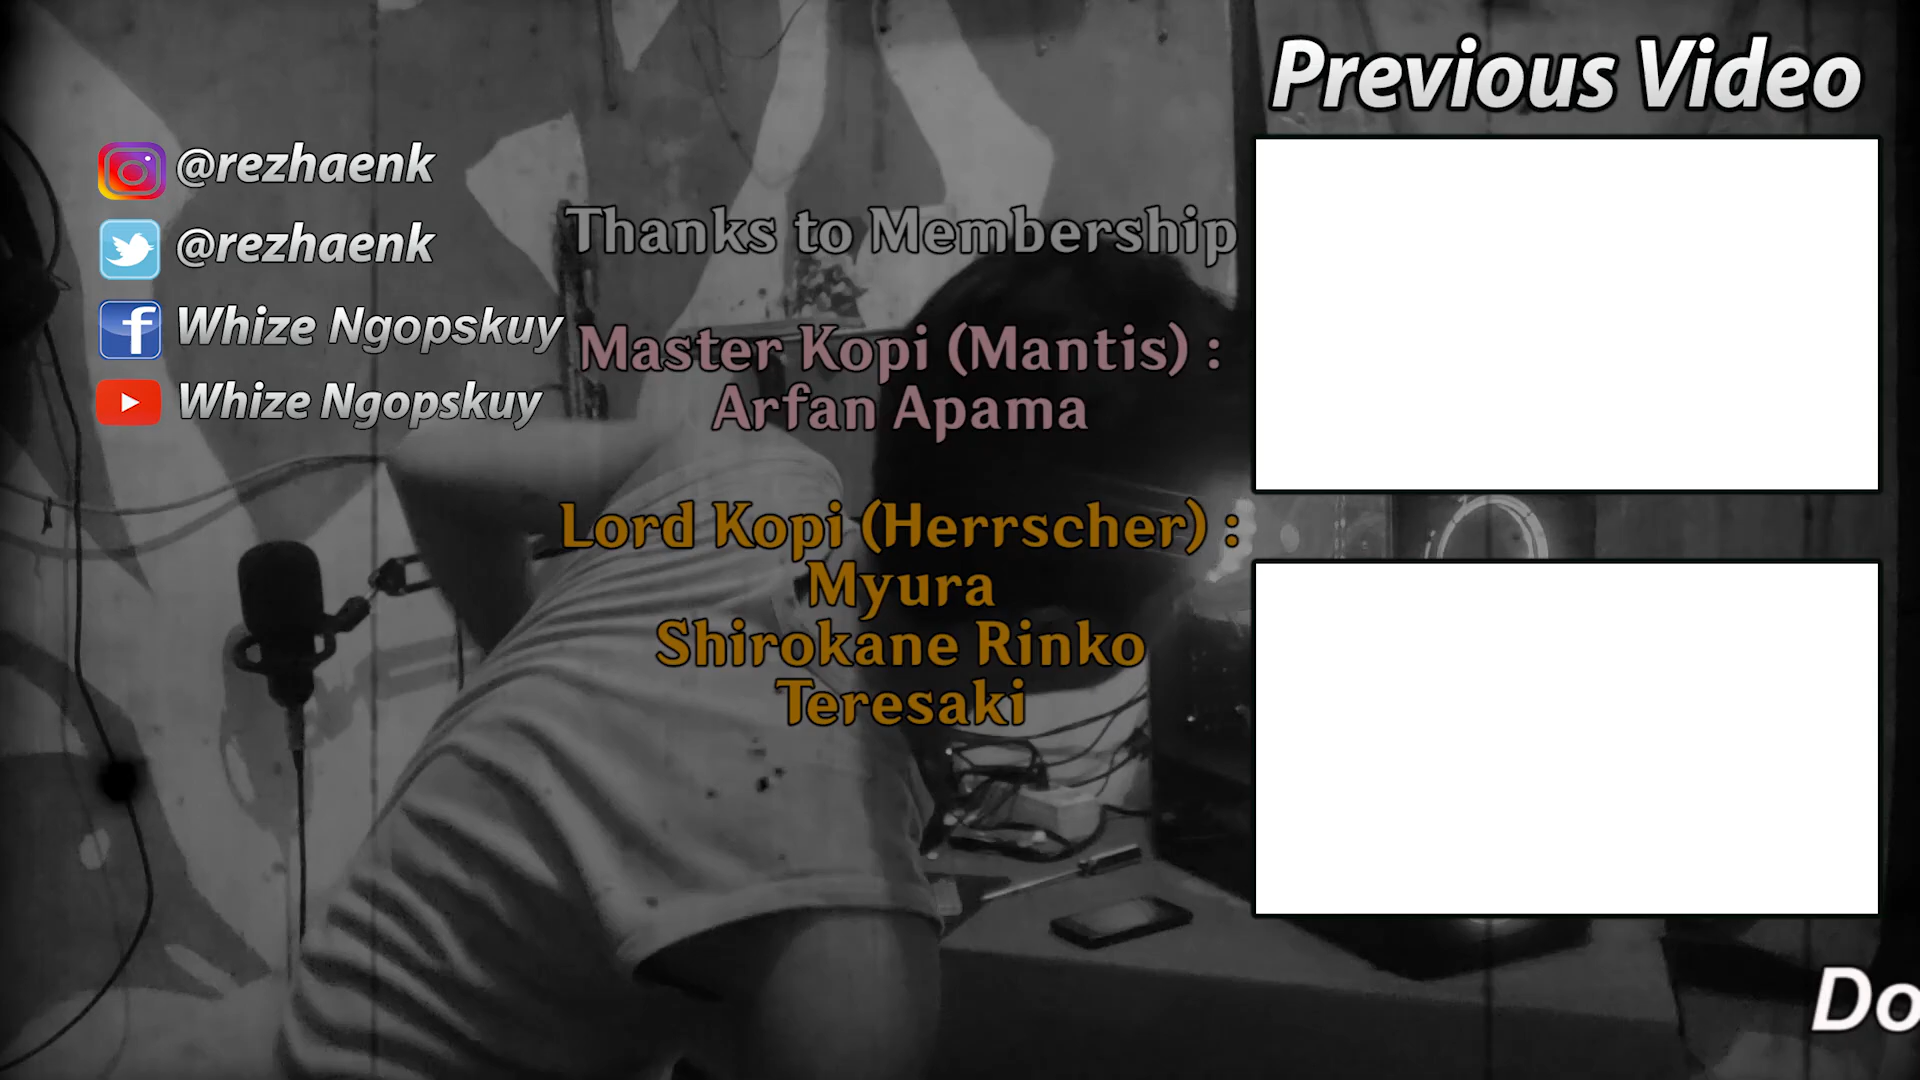 Previous Video
@rezhaenk
@rezhaenk
Whize Ngopskuy
Whize Ngopskuy
Thanks to Membership
Master Kopi (Mantis) :
Arfan Apama
Lord Kopi (Herrscher) :
Myura
Shirokane Rinko
Teresaki
Do